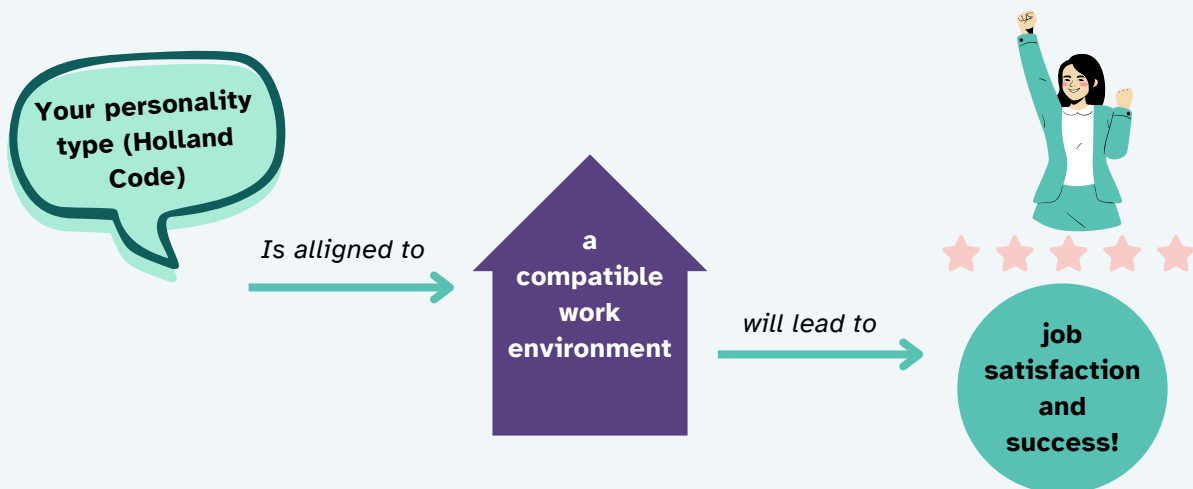 Your personality
type (Holland
Code)
Is alligned to
a
compatible
work
environment
will lead to
job
satisfaction
and
success!